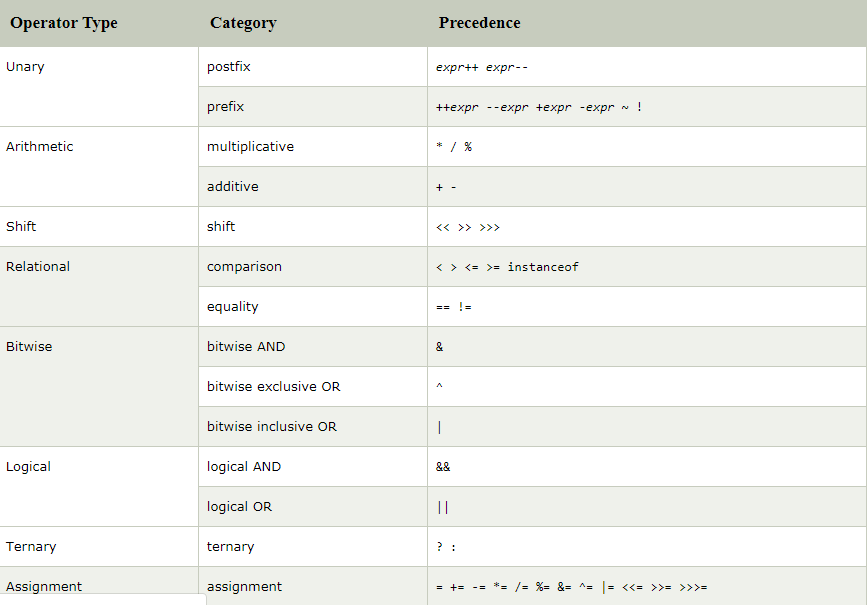 Operator Type Category Precedence
Unary postfix expr++ expr--
prefix ++expr --expr +expr -expr ~ !
Arithmetic multiplicative * / %
additive + -
Shift shift << >> >>>
Relational comparison < > <= >= instanceof
equality == !=
Bitwise bitwise AND &
bitwise exclusive OR ^
bitwise inclusive OR |
Logical logical AND &&
logical OR ||
Ternary ternary ? :
Assignment assignment = += -= *= /= %= &= ^= |= <<= >>= >>>=